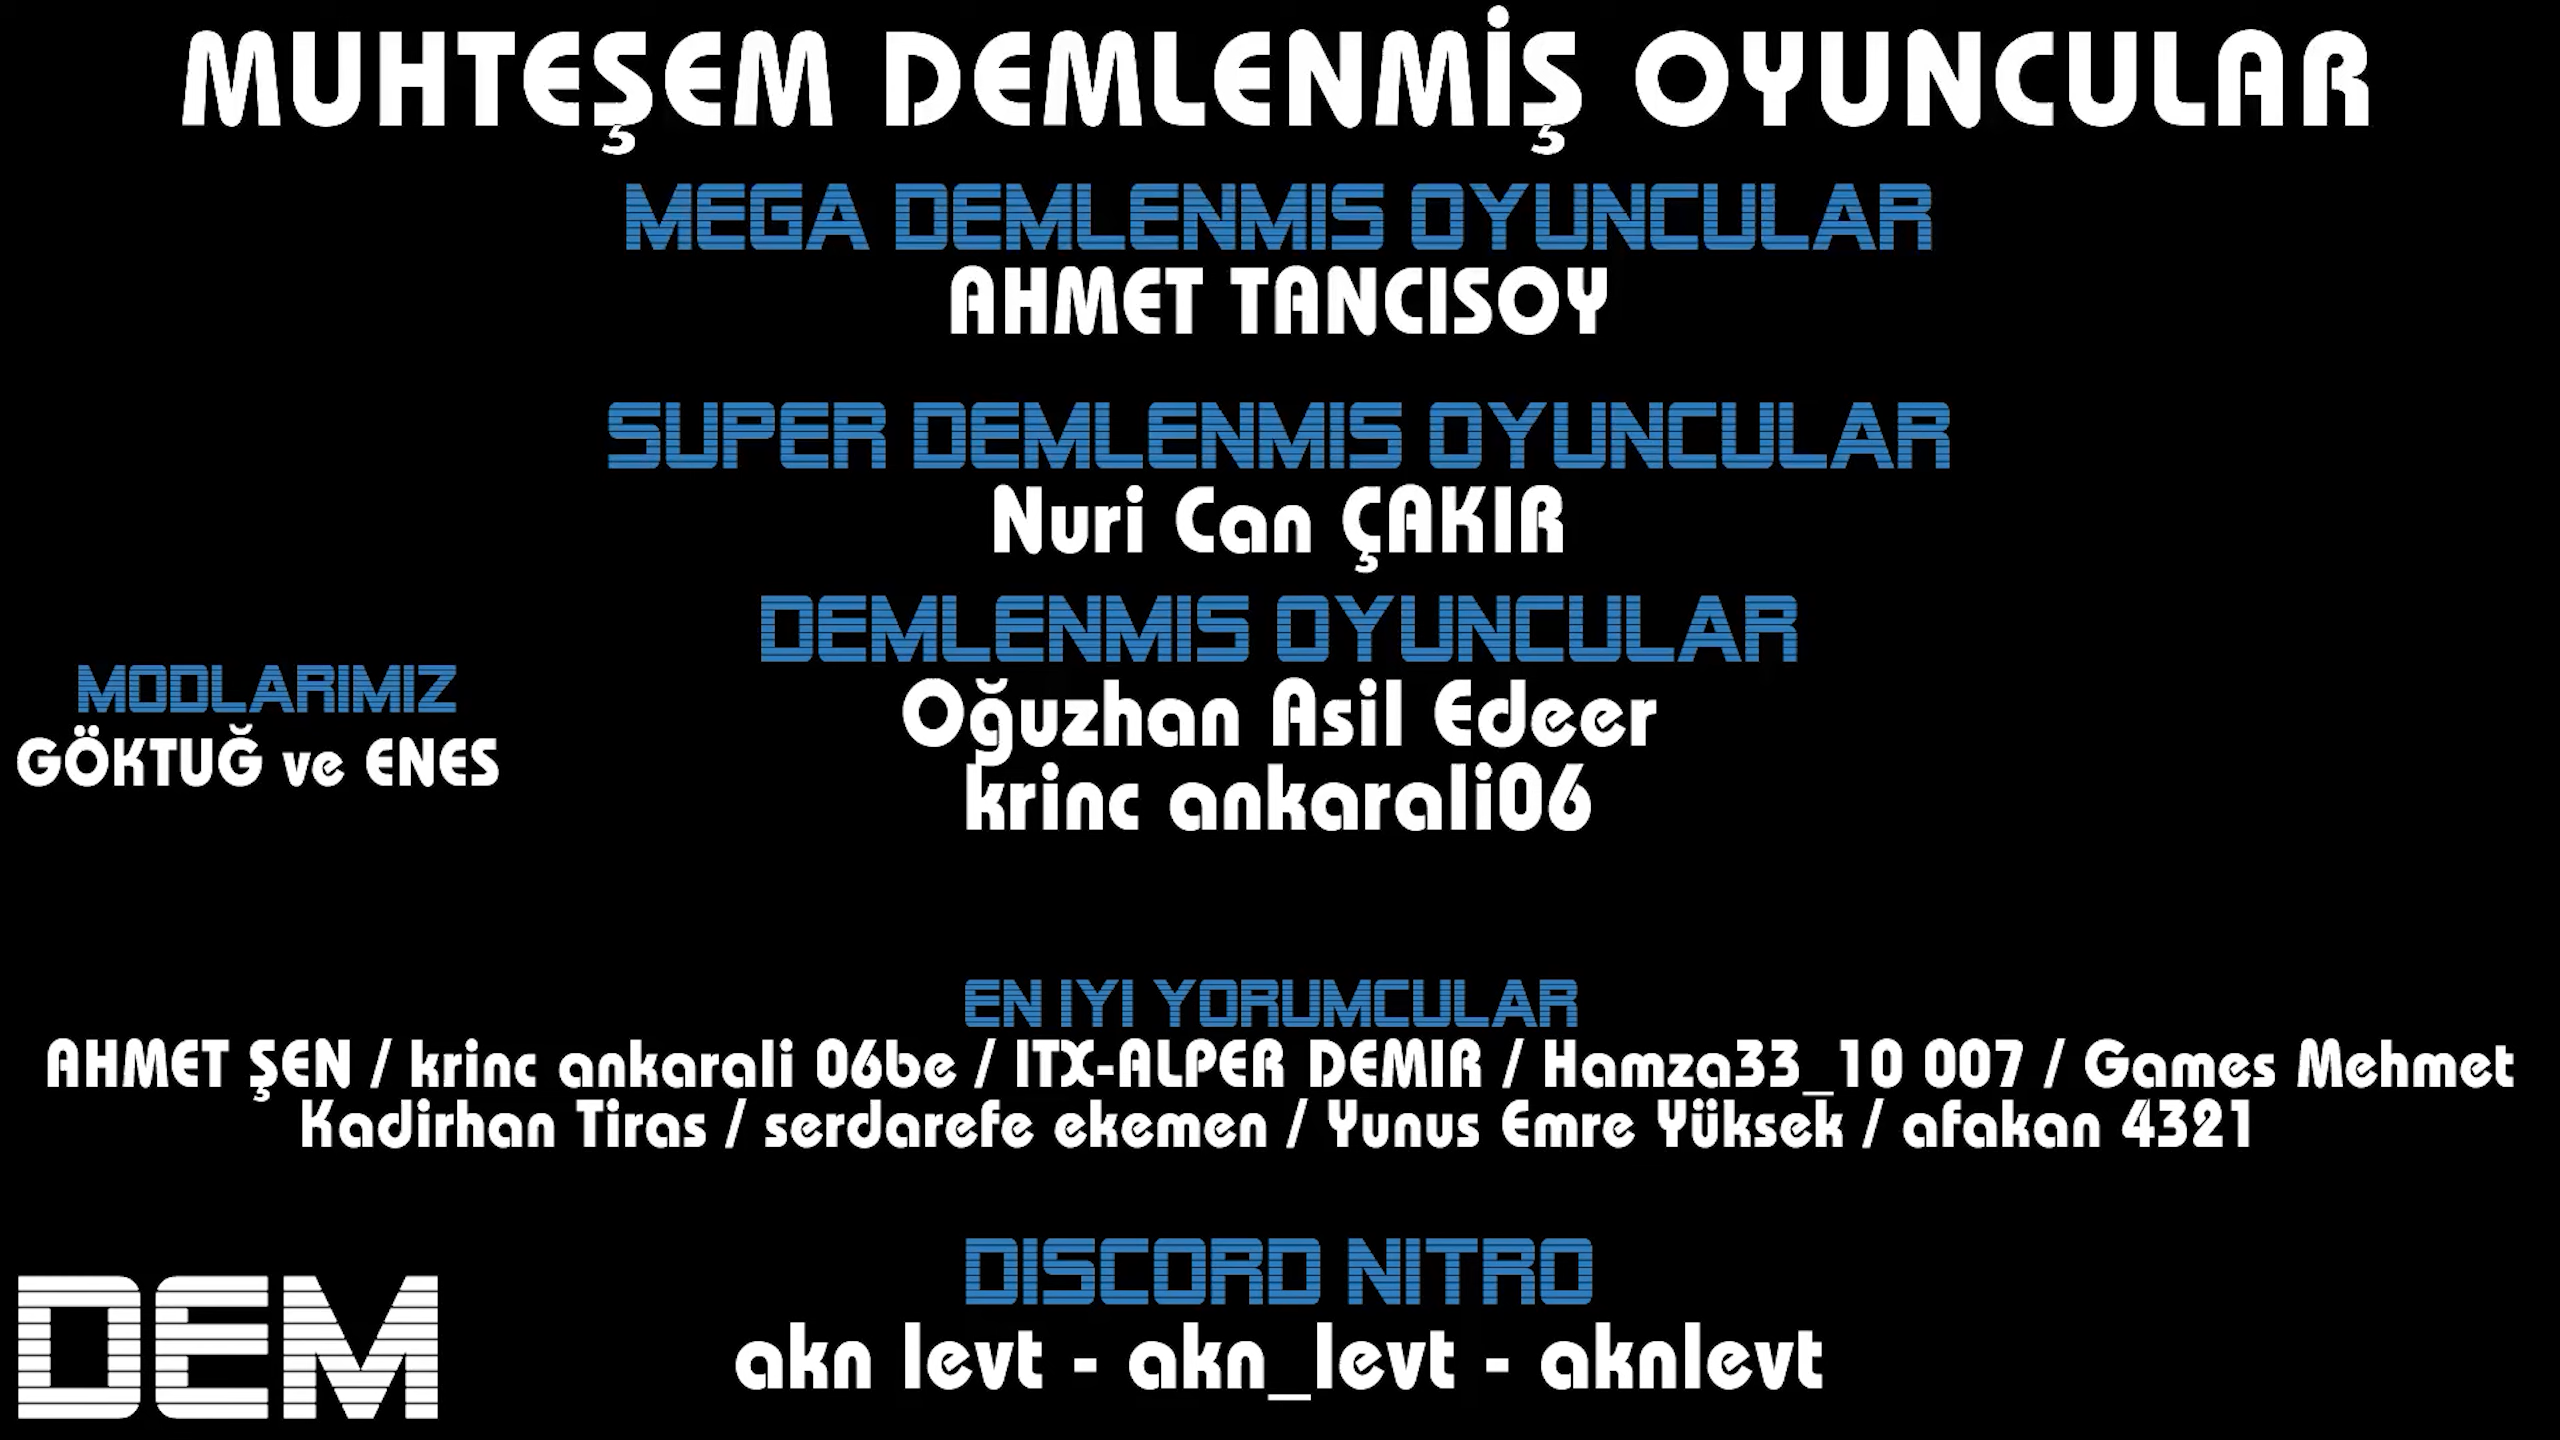 MUHTEŞEM DEMLENMİŞ OYUNCULAR
MEGA DEMLENMIS OYUNCULAR
AHMET TANCISOY
SUPER DEMLENMIS OYUNCULAR
Nuri Can ÇAKIR
DEMLENMIS OYUNCULAR
Oğuzhan Asil Edeer
krinc ankarali06
MODLARIMIZ
GÖKTUĞ ve ENES
EN IYI YORUMCULAR
AHMET ŞEN / krinc ankarali 06be / ITX-ALPER DEMIR / Hamza33_10 007 / Games Mehmet
Kadirhan Tiras / serdarefe ekemen / Yunus Emre Yüksek / afakan 4321
DISCORD NITRO
akn levt - akn_levt - aknlevt
DEM